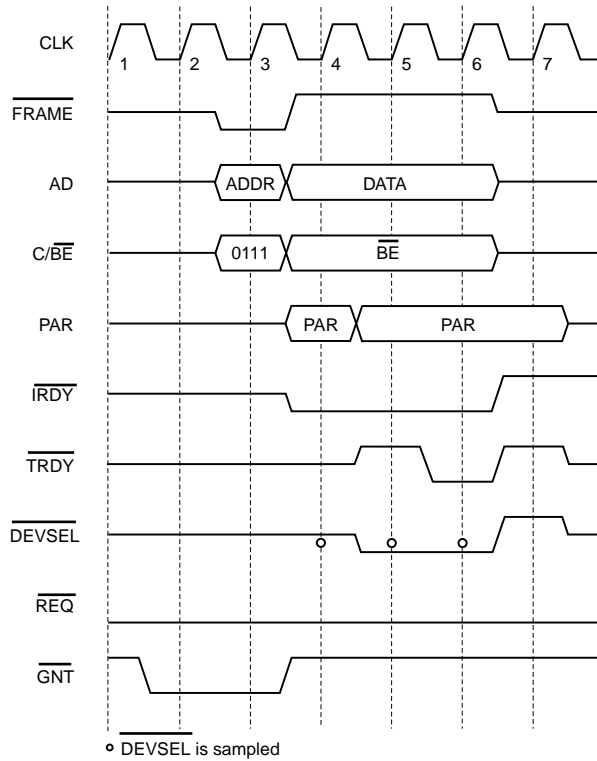 CLK
1 2 3 4 5 6 7
FRAME
AD ADDR DATA
C/BE 0111 BE
PAR PAR PAR
IRDY
TRDY
DEVSEL
REQ
GNT
DEVSEL is sampled